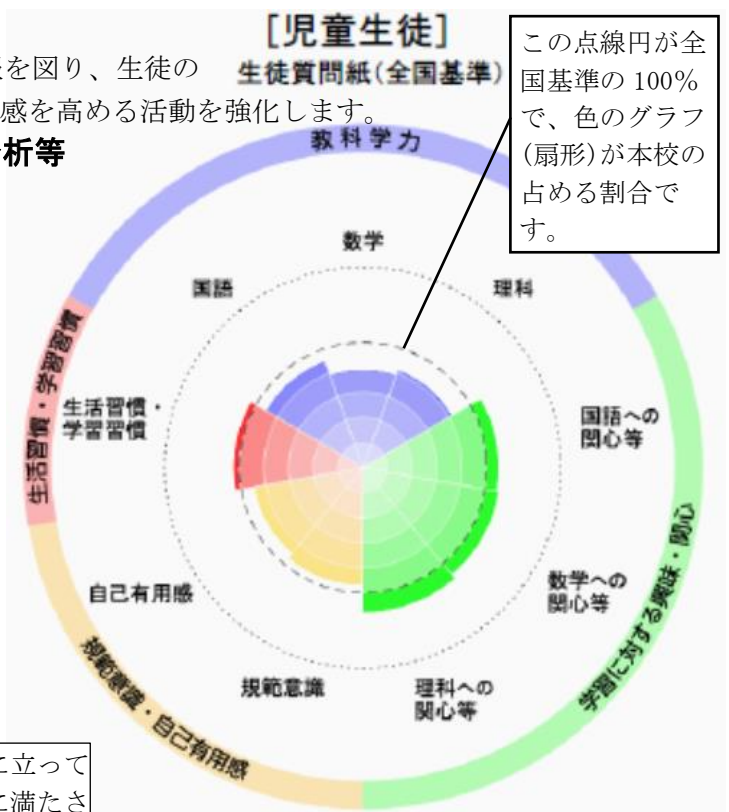 ［児童生徒］
を図り、生徒の
生徒質問紙(全国基準)
感を高める活動を強化します。
析等
この点線円が全
国基準の 100％
で、色のグラフ
(扇形)が本校の
占める割合で
す。
教科学力
数学
国語
理科
生活習慣・学習習慣
生活習慣・
学習習慣
国語への
関心等
自己有用感
数学への
関心等
学習に対する興味・関心
規範意識
理科への
関心等
規範意識・自己有用感
に立って
に満たさ